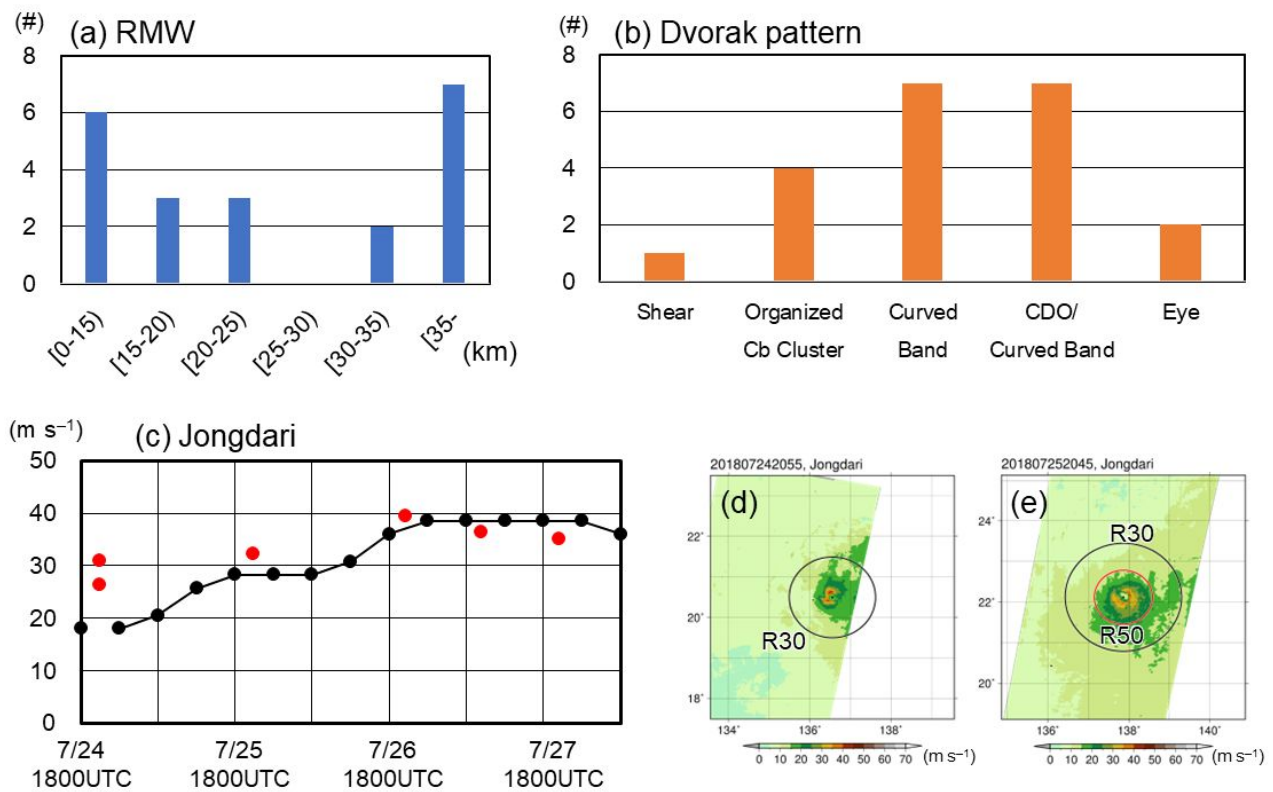 (#) (a) RMW
8
6
4
2
0
[0-15)
[15-20)
[20-25)
[25-30)
[30-35)
[35-
(km)
(#) (b) Dvorak pattern
8
6
4
2
0
Shear
Organized
Cb Cluster
Curved
Band
CDO/
Curved Band
Eye
(m s−1) (c) Jongdari
50
40
30
20
10
0
7/24
1800UTC
7/25
1800UTC
7/26
1800UTC
7/27
1800UTC
201807242055, Jongdari
(d)
22°
20°
18°
R30
134° 136° 138°
0 10 20 30 40 50 60 70 (m s−1)
201807252045, Jongdari
(e)
24°
22°
20°
R30
R50
136° 138° 140°
0 10 20 30 40 50 60 70 (m s−1)